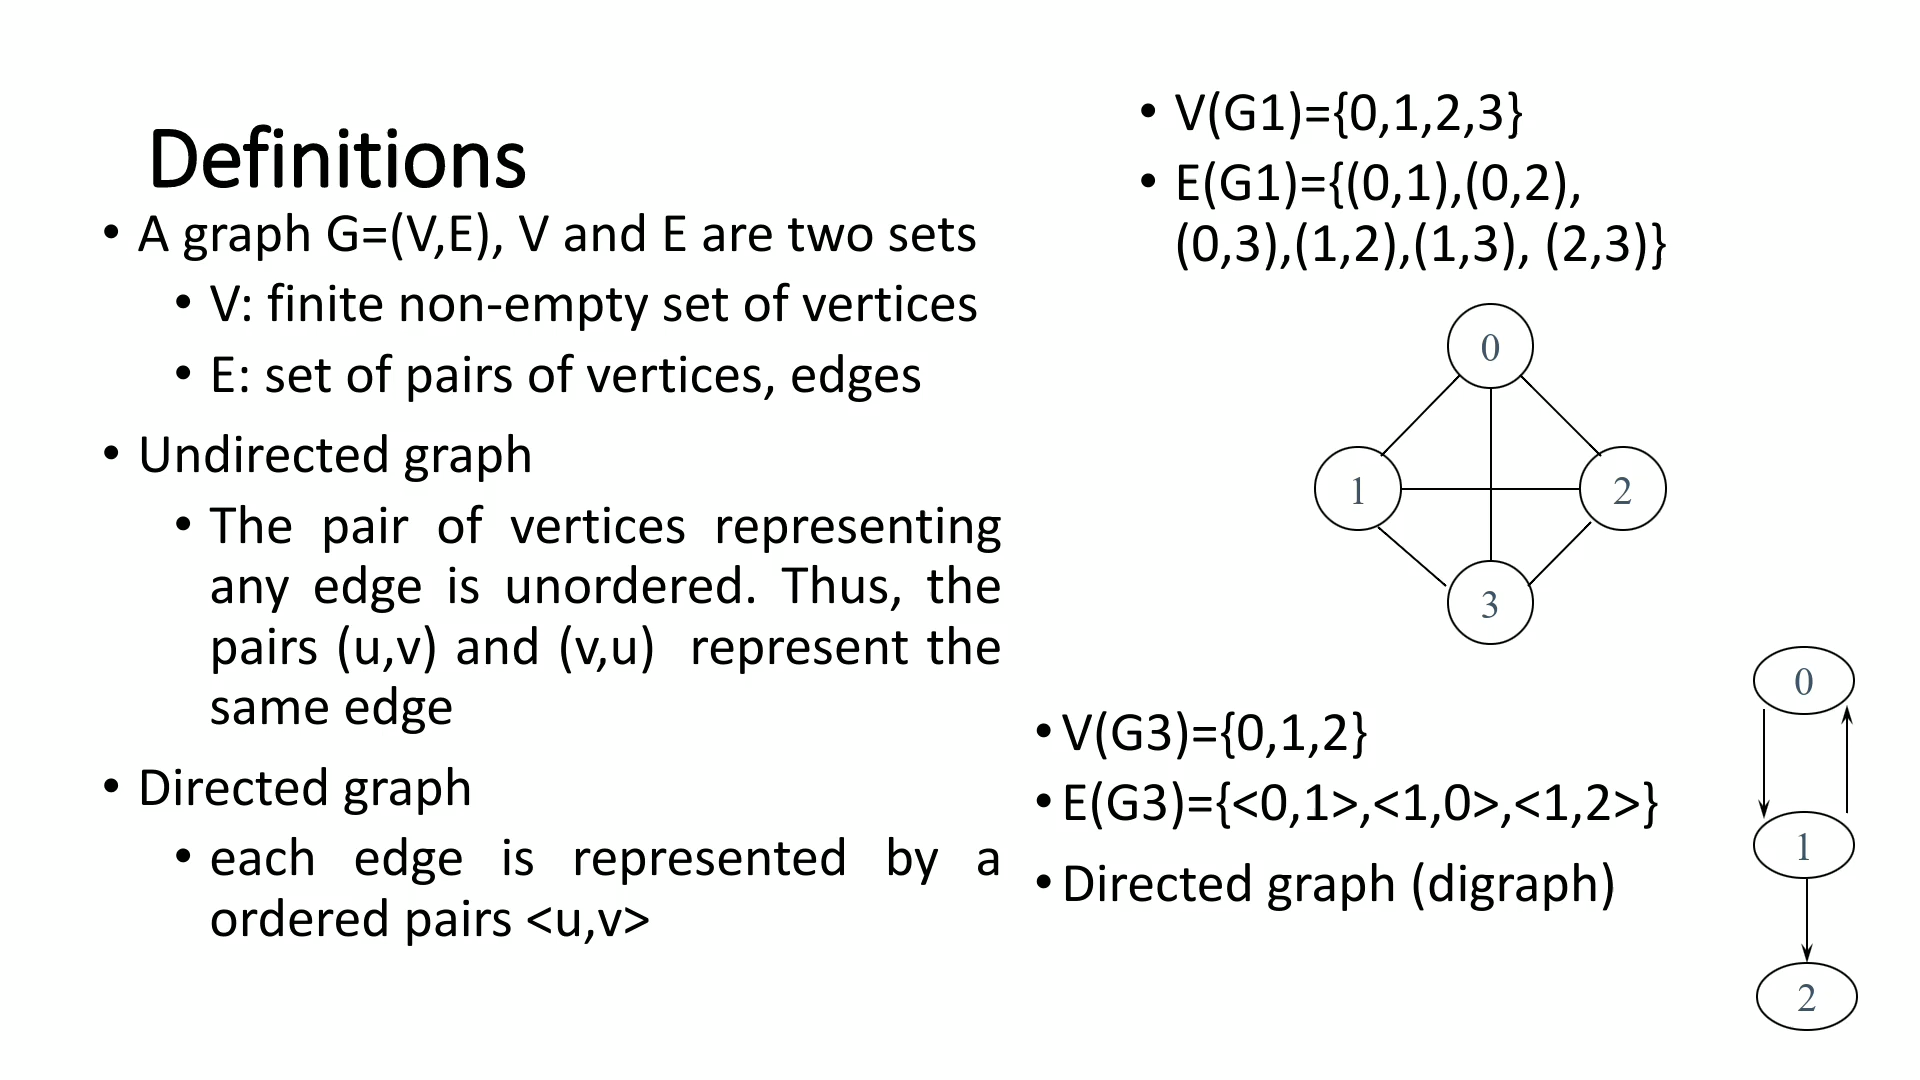 Definitions
• A graph G=(V,E), V and E are two sets
• V: finite non-empty set of vertices
• E: set of pairs of vertices, edges
• Undirected graph
• The pair of vertices representing
any edge is unordered. Thus, the
pairs (u,v) and (v,u) represent the
same edge
• Directed graph
• each edge is represented by a
ordered pairs <u,v>
• V(G1)={0,1,2,3}
• E(G1)={(0,1),(0,2),
(0,3),(1,2),(1,3), (2,3)}
0
1
2
3
• V(G3)={0,1,2}
• E(G3)={<0,1>,<1,0>,<1,2>}
• Directed graph (digraph)
0
1
2